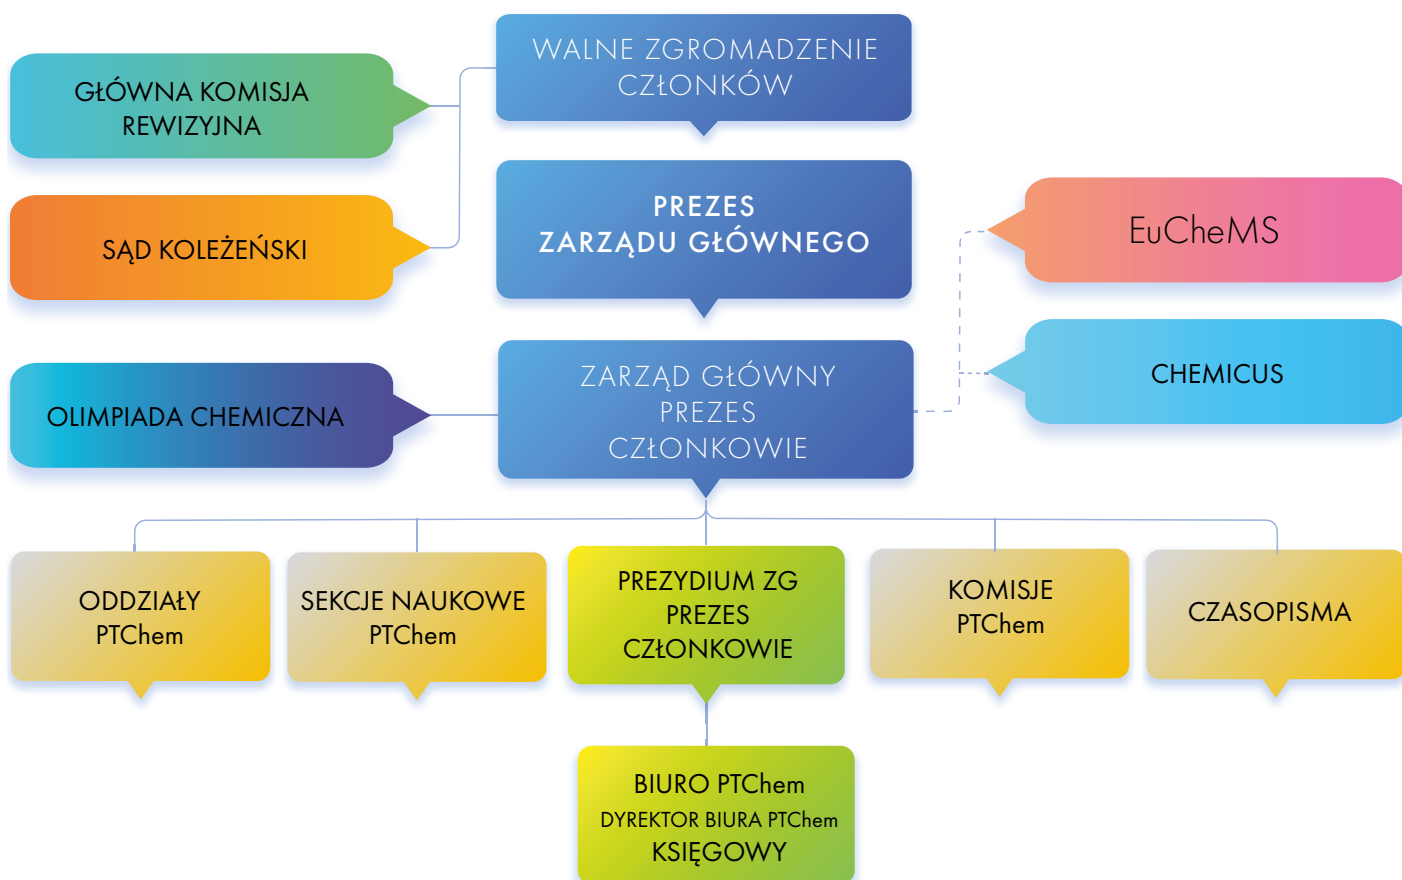 WALNE ZGROMADZENIE
CZŁONKÓW
GŁÓWNA KOMISJA
REWIZYJNA
SĄD KOLEŻEŃSKI
PREZES
ZARZĄDU GŁÓWNEGO
EuCheMS
OLIMPIADA CHEMICZNA
ZARZĄD GŁÓWNY
PREZES
CZŁONKOWIE
CHEMICUS
ODDZIAŁY
PTChem
SEKCJE NAUKOWE
PTChem
PREZYDIUM ZG
PREZES
CZŁONKOWIE
KOMISJE
PTChem
CZASOPISMA
BIURO PTChem
DYREKTOR BIURA PTChem
KSIĘGOWY